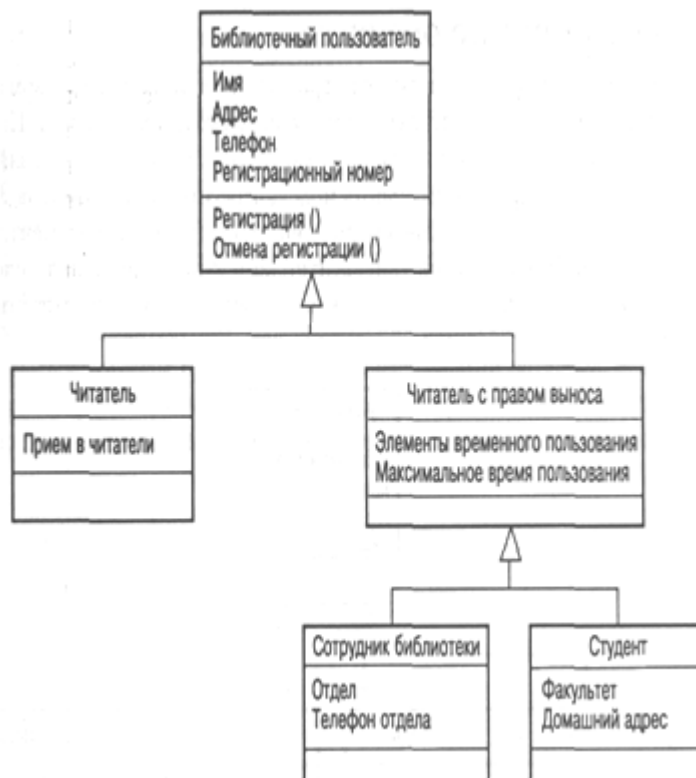 Библиотечный пользователь
Имя
Адрес
Телефон
Регистрационный номер
Регистрация ()
Отмена регистрации ()
Читатель
Прием в читатели
Читатель с правом выноса
Элементы временного пользования
Максимальное время пользования
Сотрудник библиотеки
Отдел
Телефон отдела
Студент
Факультет
Домашний адрес